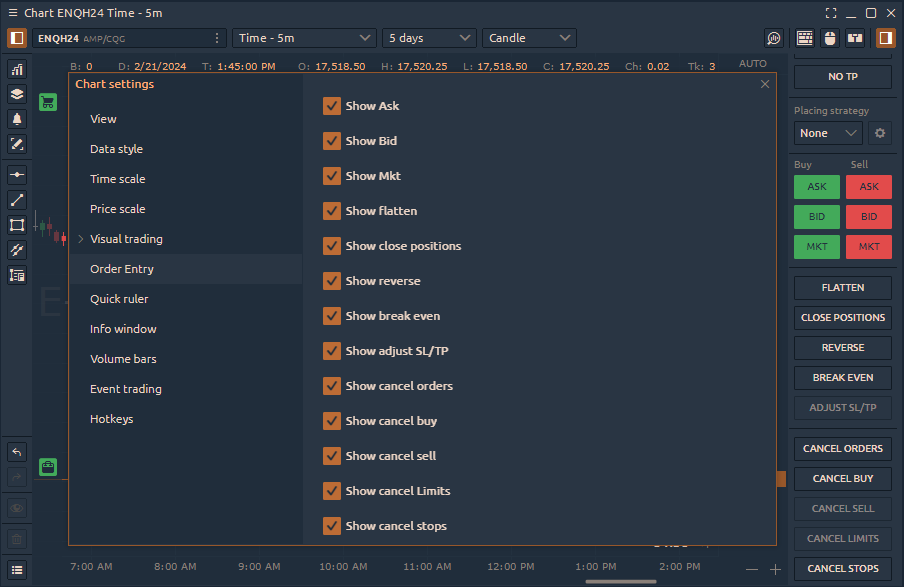 Chart ENQH24 Time - 5m
ENQH24 AMP/CQG
Time - 5m
5 days
Candle
B: 0 D: 2/21/2024 T: 1:45:00 PM O: 17,518.50 H: 17,520.25 L: 17,518.50 C: 17,520.25 Ch: 0.02 Tk: 3 AUTO
Chart settings
View
Data style
Time scale
Price scale
Visual trading
Order Entry
Quick ruler
Info window
Volume bars
Event trading
Hotkeys
Show Ask
Show Bid
Show Mkt
Show flatten
Show close positions
Show reverse
Show break even
Show adjust SL/TP
Show cancel orders
Show cancel buy
Show cancel sell
Show cancel Limits
Show cancel stops
NO TP
Placing strategy
None
Buy Sell
ASK ASK
BID BID
MKT MKT
FLATTEN
CLOSE POSITIONS
REVERSE
BREAK EVEN
ADJUST SL/TP
CANCEL ORDERS
CANCEL BUY
CANCEL SELL
CANCEL LIMITS
CANCEL STOPS
7:00 AM 8:00 AM 9:00 AM 10:00 AM 11:00 AM 12:00 PM 1:00 PM 2:00 PM